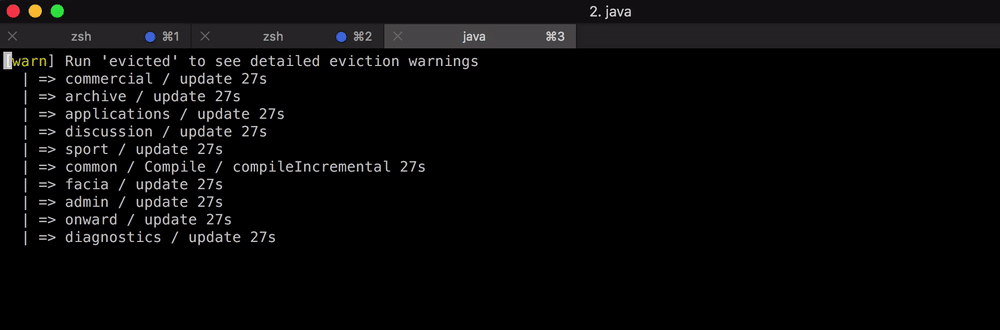 2. java
zsh ⌘1 zsh ⌘2 java ⌘3
[warn] Run 'evicted' to see detailed eviction warnings
| => commercial / update 27s
| => archive / update 27s
| => applications / update 27s
| => discussion / update 27s
| => sport / update 27s
| => common / Compile / compileIncremental 27s
| => facia / update 27s
| => admin / update 27s
| => onward / update 27s
| => diagnostics / update 27s